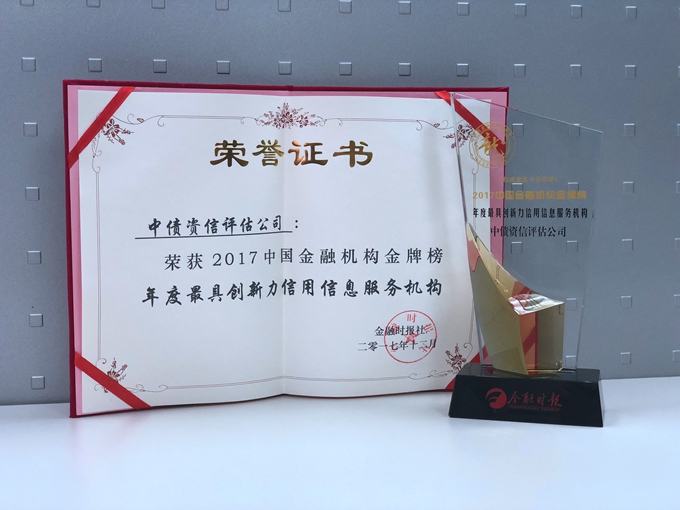 荣誉证书
中债资信评估公司：
荣获2017中国金融机构金牌榜
年度最具创新力信用信息服务机构
金融时报社
二零一七年十二月
2017中国金融机构金牌榜
年度最具创新力信用信息服务机构
中债资信评估公司
金融时报